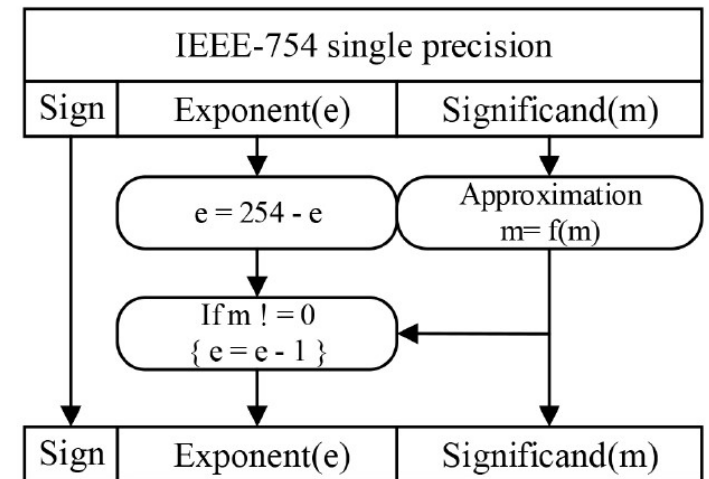 IEEE-754 single precision
Sign Exponent(e) Significand(m)
e = 254 - e
Approximation
m= f(m)
If m ! = 0
{ e = e - 1 }
Sign Exponent(e) Significand(m)